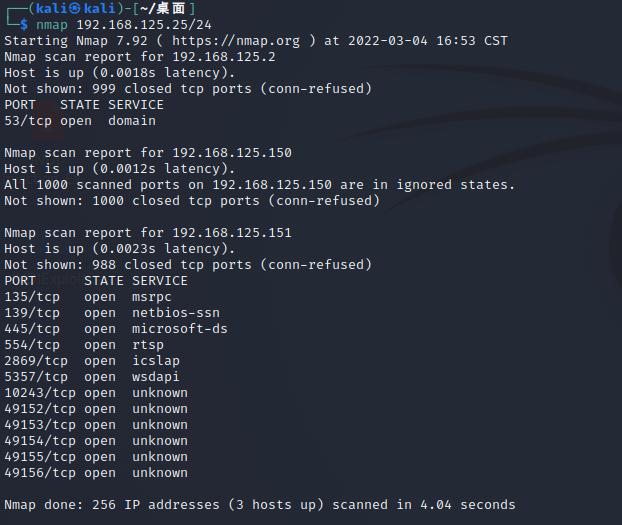 ┌──(kali㉿kali)-[~/桌面]
└─$ nmap 192.168.125.25/24
Starting Nmap 7.92 ( https://nmap.org ) at 2022-03-04 16:53 CST
Nmap scan report for 192.168.125.2
Host is up (0.0018s latency).
Not shown: 999 closed tcp ports (conn-refused)
PORT   STATE SERVICE
53/tcp open  domain

Nmap scan report for 192.168.125.150
Host is up (0.0012s latency).
All 1000 scanned ports on 192.168.125.150 are in ignored states.
Not shown: 1000 closed tcp ports (conn-refused)

Nmap scan report for 192.168.125.151
Host is up (0.0023s latency).
Not shown: 988 closed tcp ports (conn-refused)
PORT      STATE SERVICE
135/tcp   open  msrpc
139/tcp   open  netbios-ssn
445/tcp   open  microsoft-ds
554/tcp   open  rtsp
2869/tcp  open  icslap
5357/tcp  open  wsdapi
10243/tcp open  unknown
49152/tcp open  unknown
49153/tcp open  unknown
49154/tcp open  unknown
49155/tcp open  unknown
49156/tcp open  unknown

Nmap done: 256 IP addresses (3 hosts up) scanned in 4.04 seconds